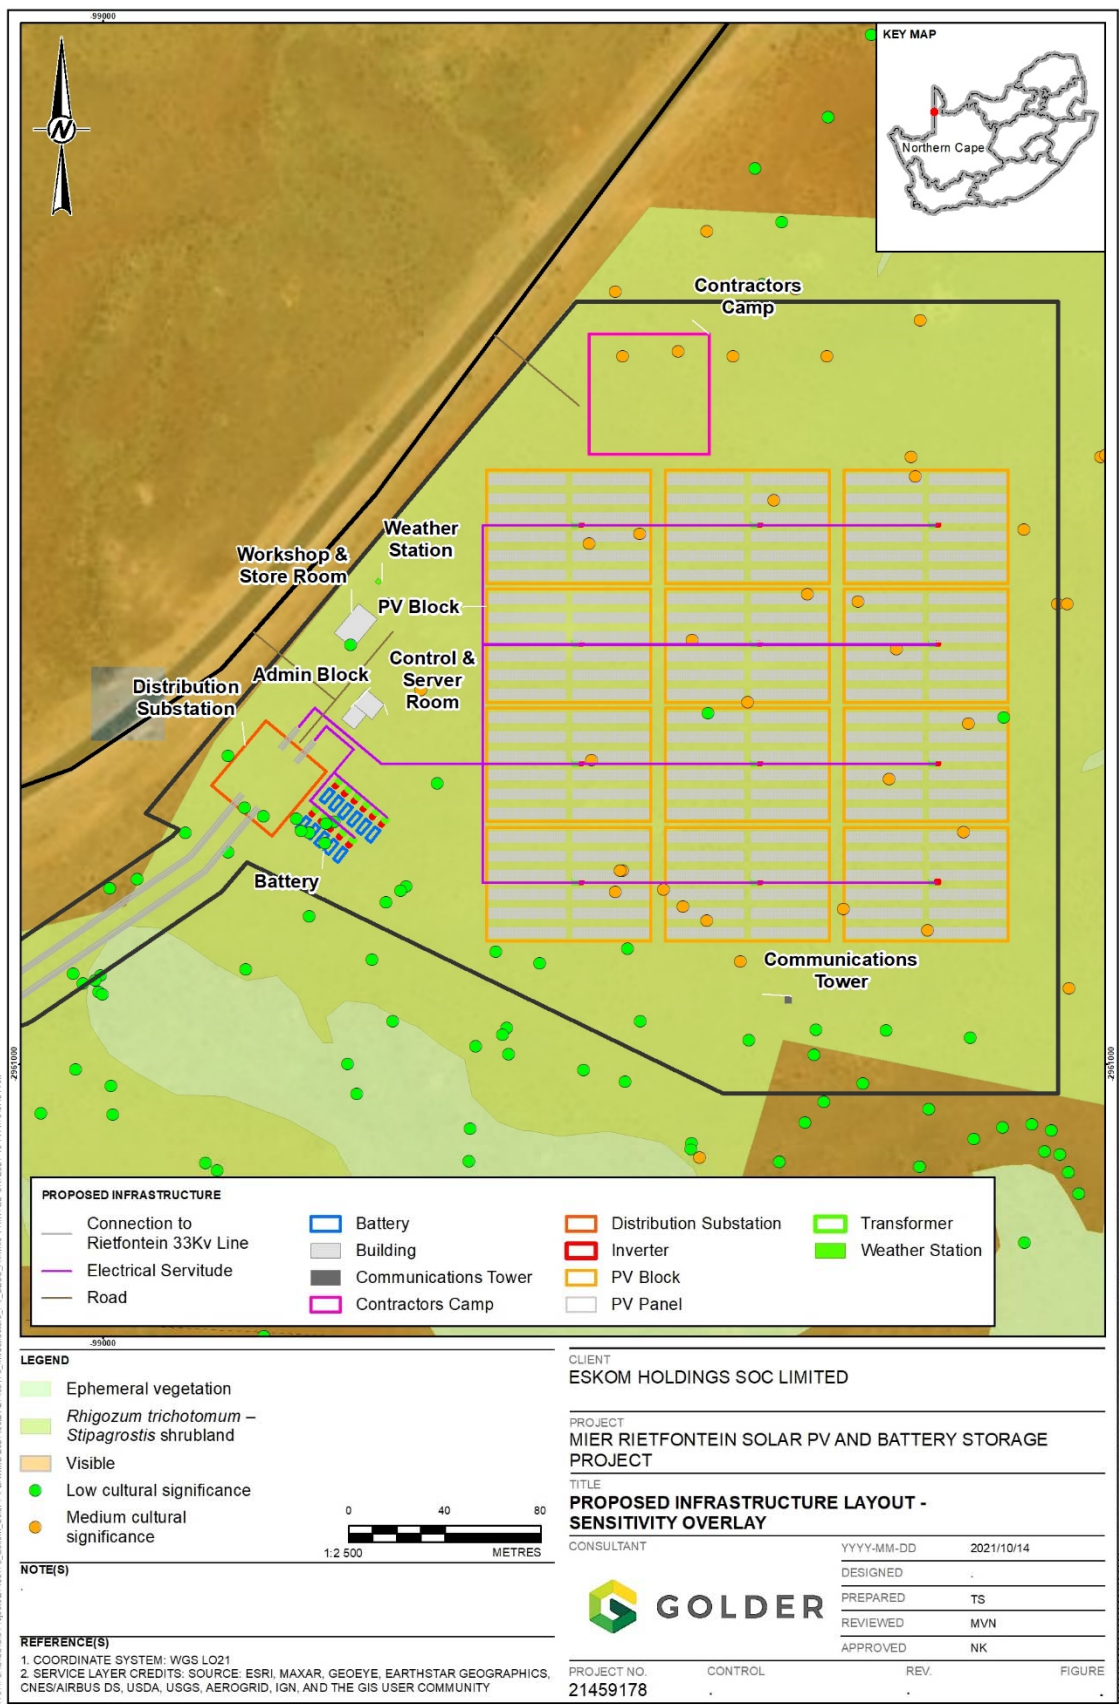 -99000
KEY MAP
N
Northern Cape
Contractors
Camp
Weather
Station
Workshop &
Store Room
PV Block
Control &
Server
Room
Admin Block
Distribution
Substation
Battery
Communications
Tower
2961000
2961000
PROPOSED INFRASTRUCTURE
Connection to
Rietfontein 33Kv Line
Electrical Servitude
Road
Battery
Building
Communications Tower
Contractors Camp
Distribution Substation
Inverter
PV Block
PV Panel
Transformer
Weather Station
-99000
LEGEND
Ephemeral vegetation
Rhigozum trichotomum –
Stipagrostis shrubland
Visible
Low cultural significance
Medium cultural
significance
0 40 80
1:2 500 METRES
NOTE(S)
.
REFERENCE(S)
1. COORDINATE SYSTEM: WGS LO21
2. SERVICE LAYER CREDITS: SOURCE: ESRI, MAXAR, GEOEYE, EARTHSTAR GEOGRAPHICS,
CNES/AIRBUS DS, USDA, USGS, AEROGRID, IGN, AND THE GIS USER COMMUNITY
CLIENT
ESKOM HOLDINGS SOC LIMITED
PROJECT
MIER RIETFONTEIN SOLAR PV AND BATTERY STORAGE
PROJECT
TITLE
PROPOSED INFRASTRUCTURE LAYOUT -
SENSITIVITY OVERLAY
CONSULTANT
GOLDER
YYYY-MM-DD 2021/10/14
DESIGNED .
PREPARED TS
REVIEWED MVN
APPROVED NK
PROJECT NO. CONTROL REV. FIGURE
21459178 . . .